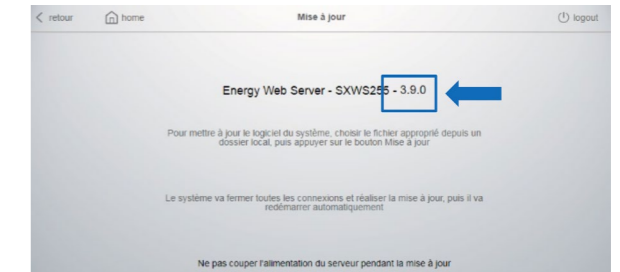 retour home Mise à jour logout
Energy Web Server - SXWS255 - 3.9.0
Pour mettre à jour le logiciel du système, choisir le fichier approprié depuis un
dossier local, puis appuyer sur le bouton Mise à jour
Le système va fermer toutes les connexions et réaliser la mise à jour, puis il va
redémarrer automatiquement
Ne pas couper l'alimentation du serveur pendant la mise à jour